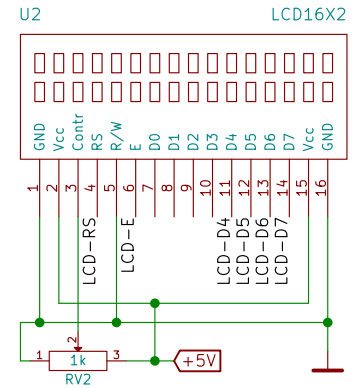 U2 LCD16X2
GND Vcc Contr RS R/W E D0 D1 D2 D3 D4 D5 D6 D7 Vcc GND
1 2 3 4 5 6 7 8 9 10 11 12 13 14 15 16
LCD-RS LCD-E LCD-D4 LCD-D5 LCD-D6 LCD-D7
2
1 1k 3 +5V
RV2